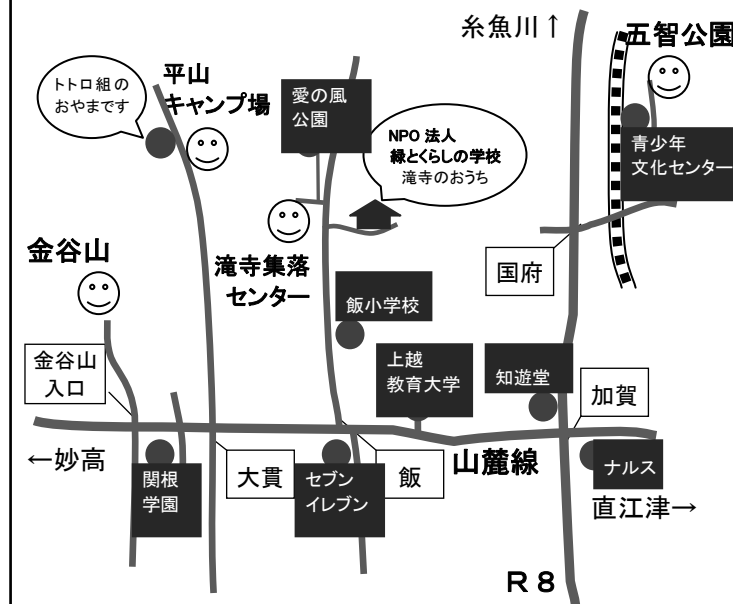 糸魚川↑
五智公園
平山
キャンプ場
トトロ組の
おやまです
愛の風
公園
NPO 法人
緑とくらしの学校
滝寺のおうち
青少年
文化センター
金谷山
滝寺集落
センター
国府
飯小学校
金谷山
入口
上越
教育大学
知遊堂
加賀
←妙高
関根
学園
大貫
セブン
イレブン
飯
山麓線
ナルス
直江津→
R8